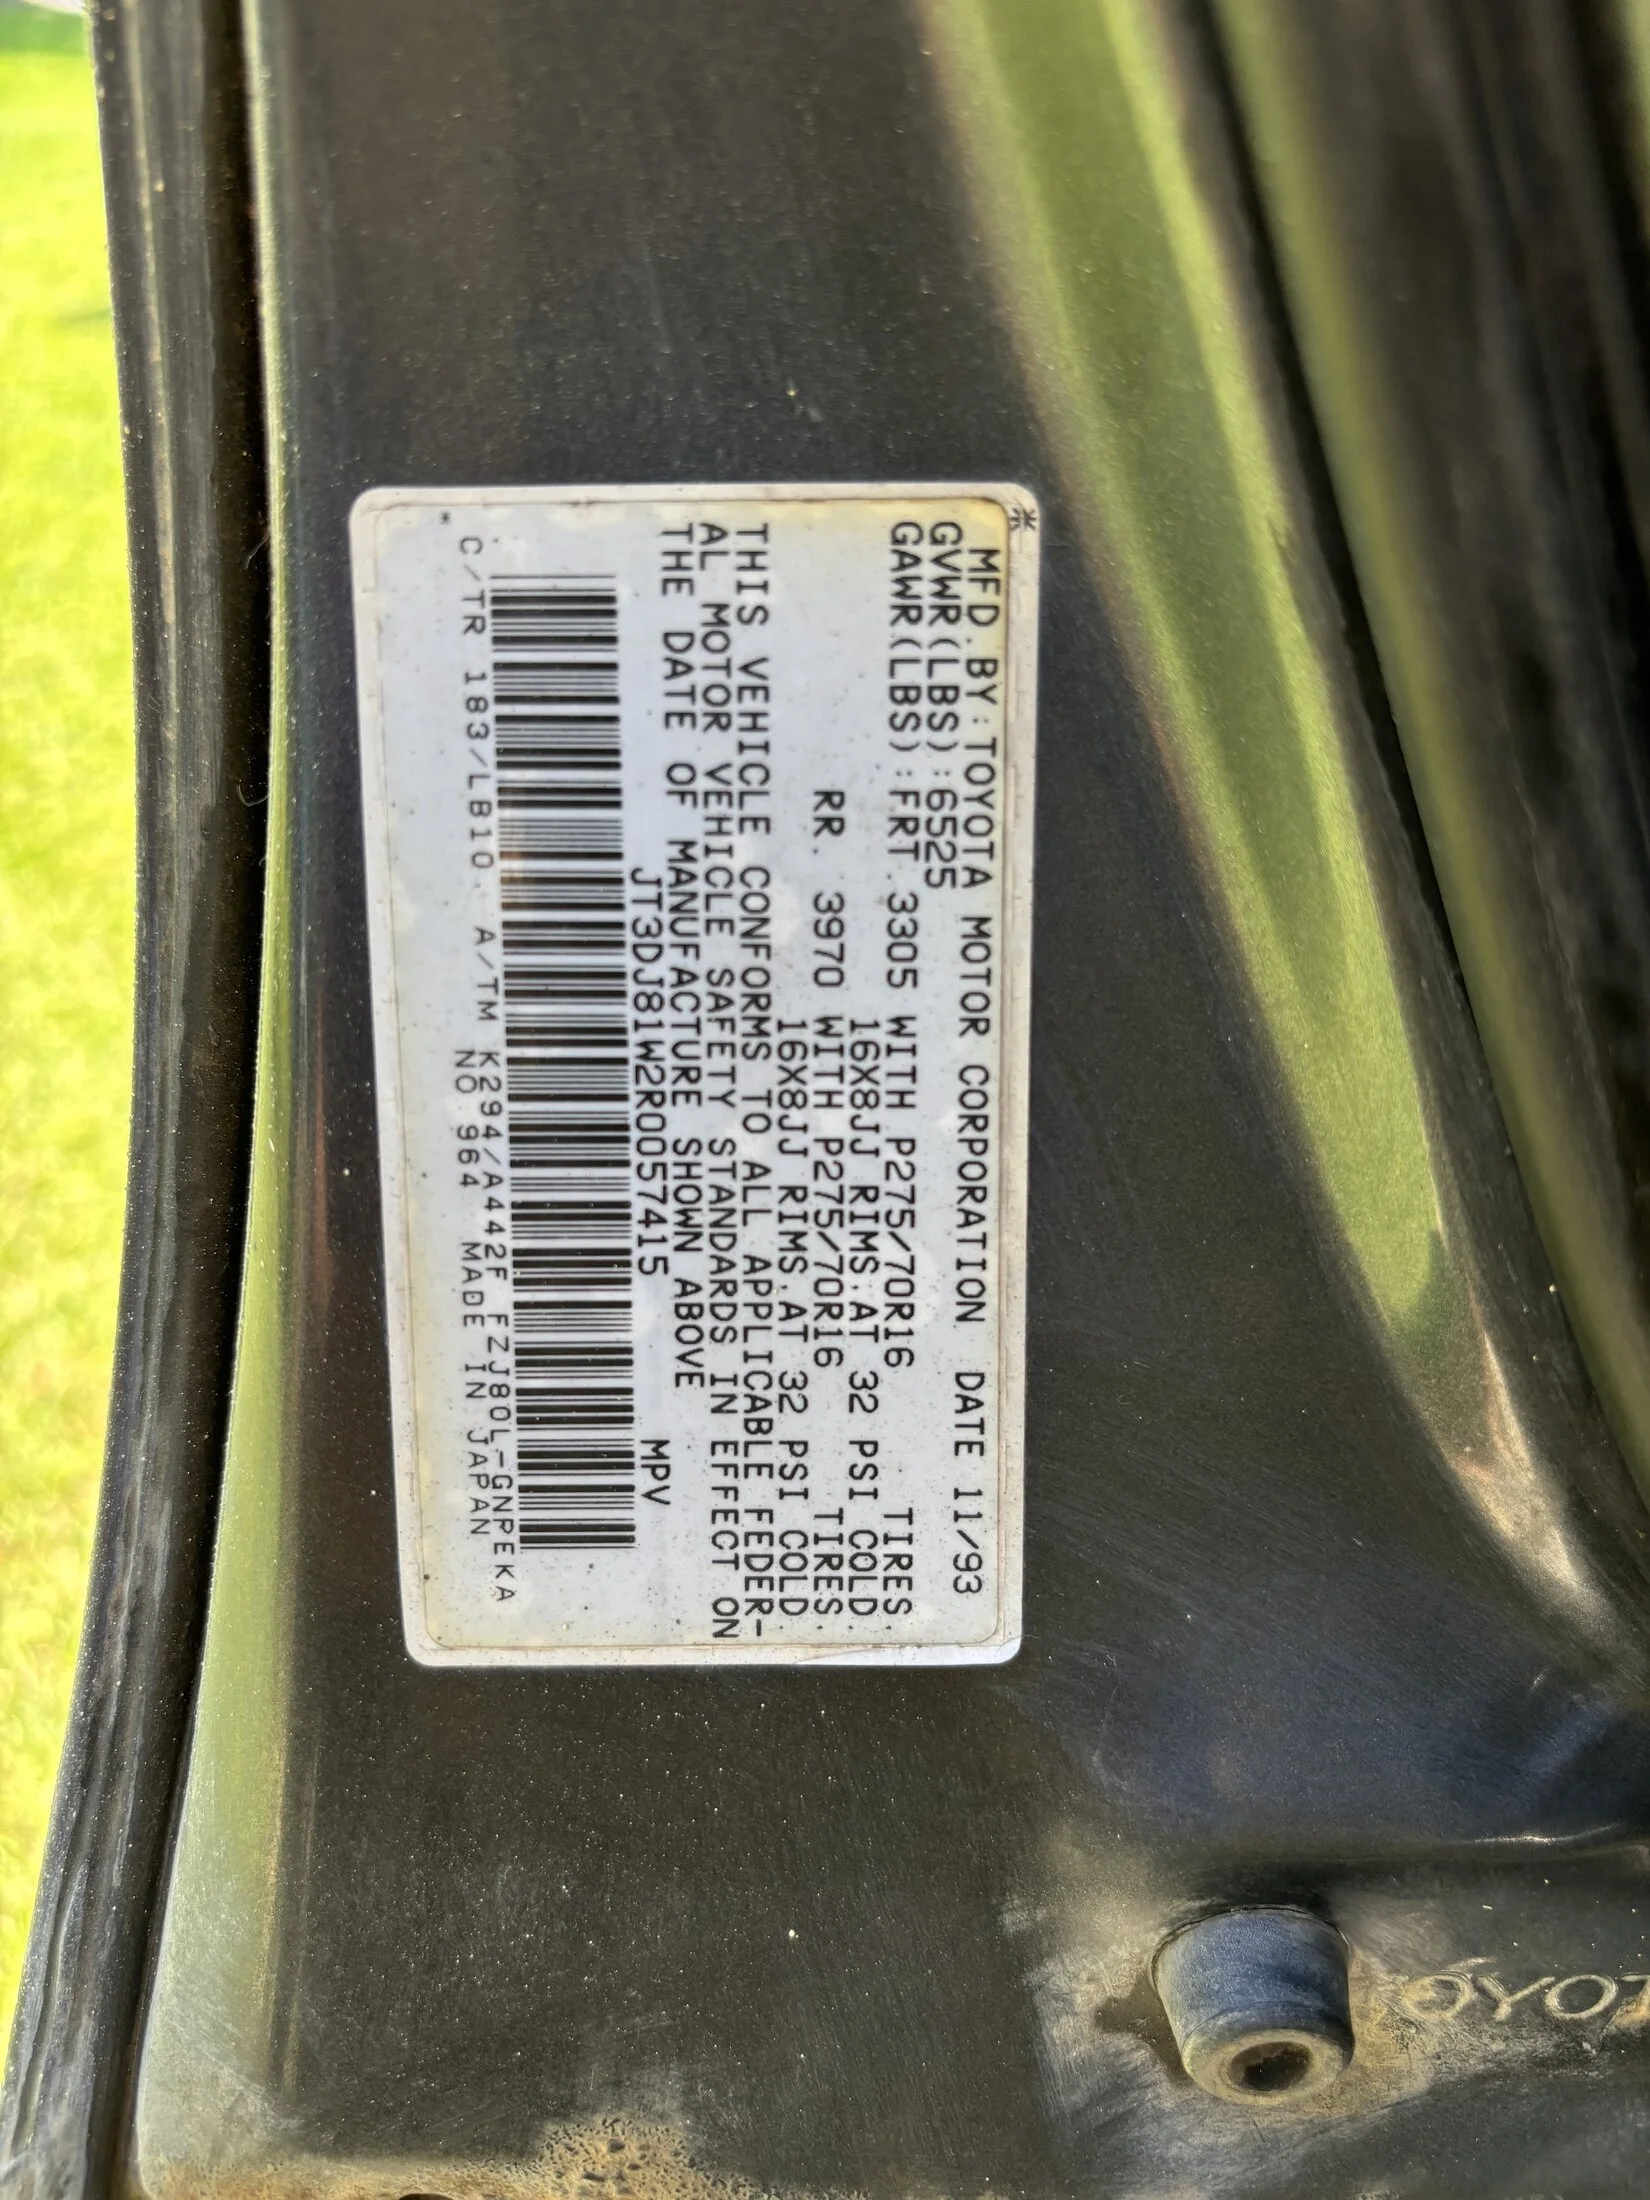 MFD.BY:TOYOTA MOTOR CORPORATION DATE 11/93
GVWR(LBS):6525
GAWR(LBS):FRT.3305 WITH P275/70R16 TIRES.
16X8JJ RIMS.AT 32 PSI COLD.
RR. 3970 WITH P275/70R16 TIRES.
16X8JJ RIMS.AT 32 PSI COLD.
THIS VEHICLE CONFORMS TO ALL APPLICABLE FEDER-
AL MOTOR VEHICLE SAFETY STANDARDS IN EFFECT ON
THE DATE OF MANUFACTURE SHOWN ABOVE
JT3DJ81W2R0057415 MPV
C/TR 183/LB10 A/TM K294/A442F FZJ80L-GNPEKA
NO.964 MADE IN JAPAN
TOYOT